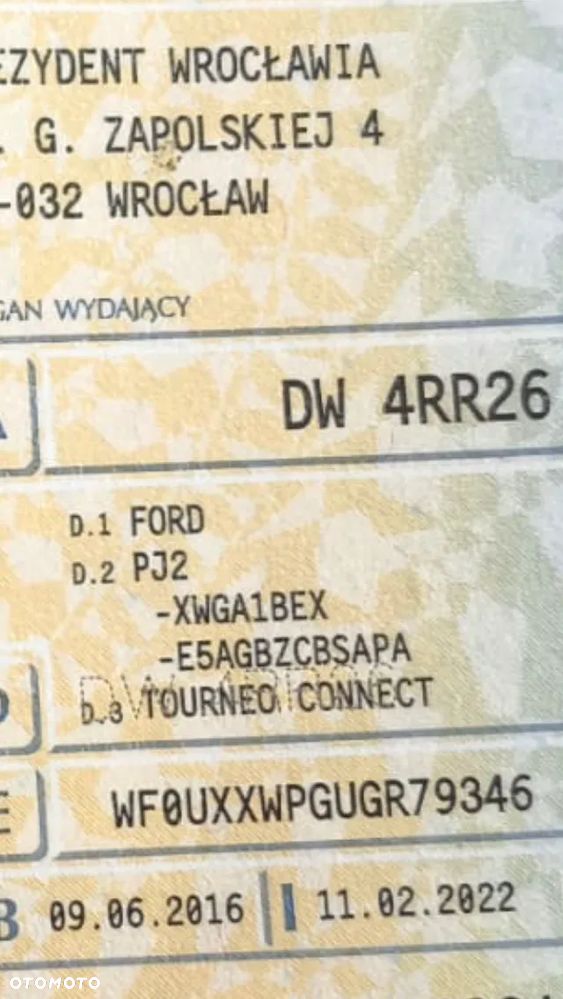 EZYDENT WROCŁAWIA
. G. ZAPOLSKIEJ 4
-032 WROCŁAW
GAN WYDAJĄCY
A DW 4RR26
D.1 FORD
D.2 PJ2
-XWGA1BEX
-E5AGBZCBSAPA
D.3 TOURNEO CONNECT
E WF0UXXWPGUGR79346
B 09.06.2016 I 11.02.2022
OTOMOTO